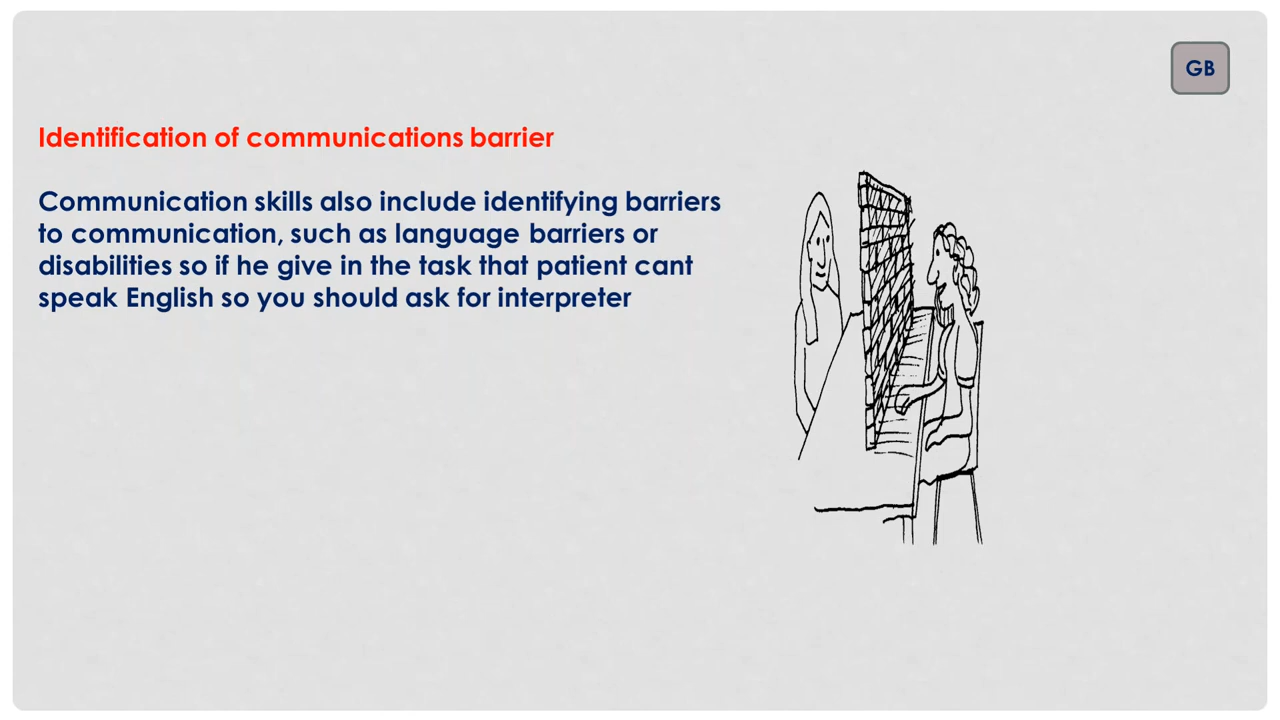 GB
Identification of communications barrier
Communication skills also include identifying barriers
to communication, such as language barriers or
disabilities so if he give in the task that patient cant
speak English so you should ask for interpreter